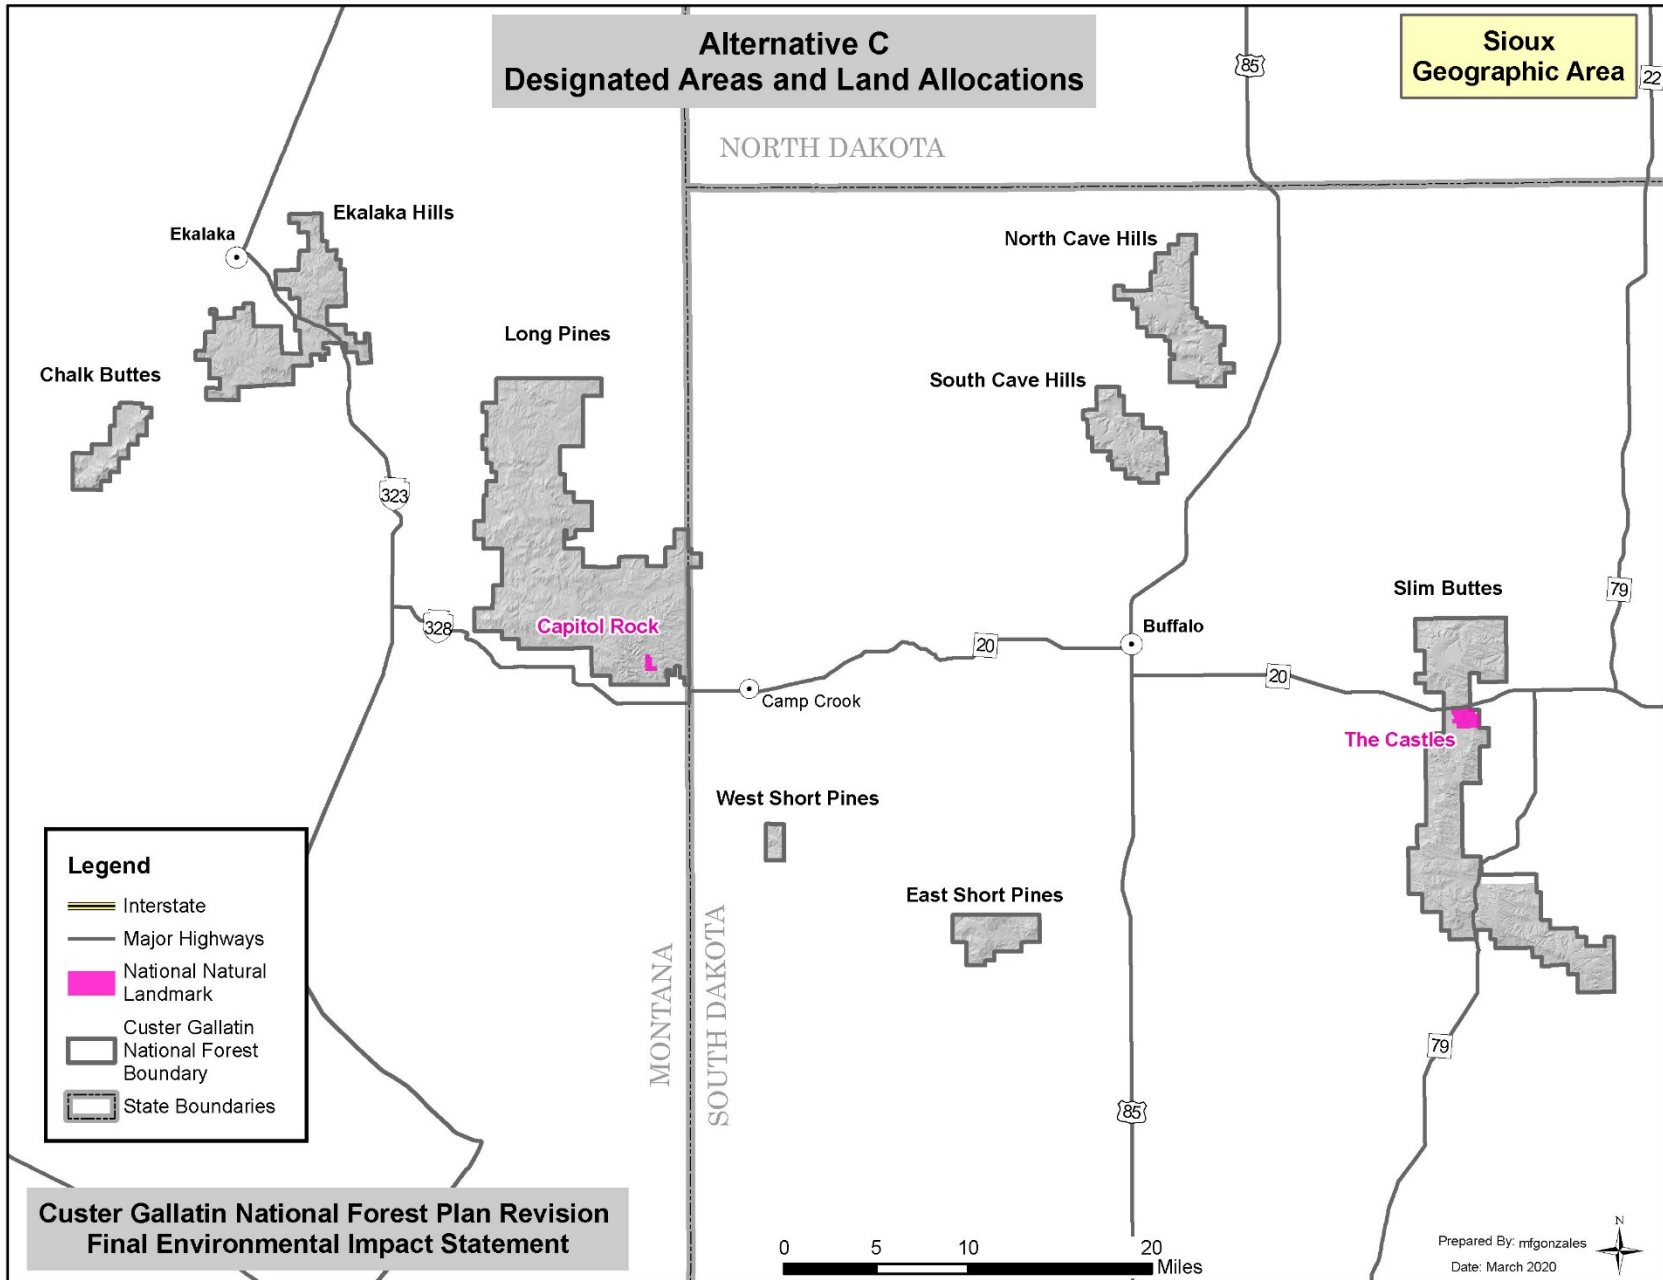 Alternative C
Designated Areas and Land Allocations
Sioux
Geographic Area
85
22
NORTH DAKOTA
Ekalaka Hills
Ekalaka
North Cave Hills
Long Pines
Chalk Buttes
South Cave Hills
323
79
Slim Buttes
328
Capitol Rock
Buffalo
20
20
Camp Crook
The Castles
West Short Pines
East Short Pines
MONTANA
SOUTH DAKOTA
79
85
Legend
Interstate
Major Highways
National Natural
Landmark
Custer Gallatin
National Forest
Boundary
State Boundaries
Custer Gallatin National Forest Plan Revision
Final Environmental Impact Statement
0 5 10 20
Miles
N
Prepared By: mfgonzales
Date: March 2020